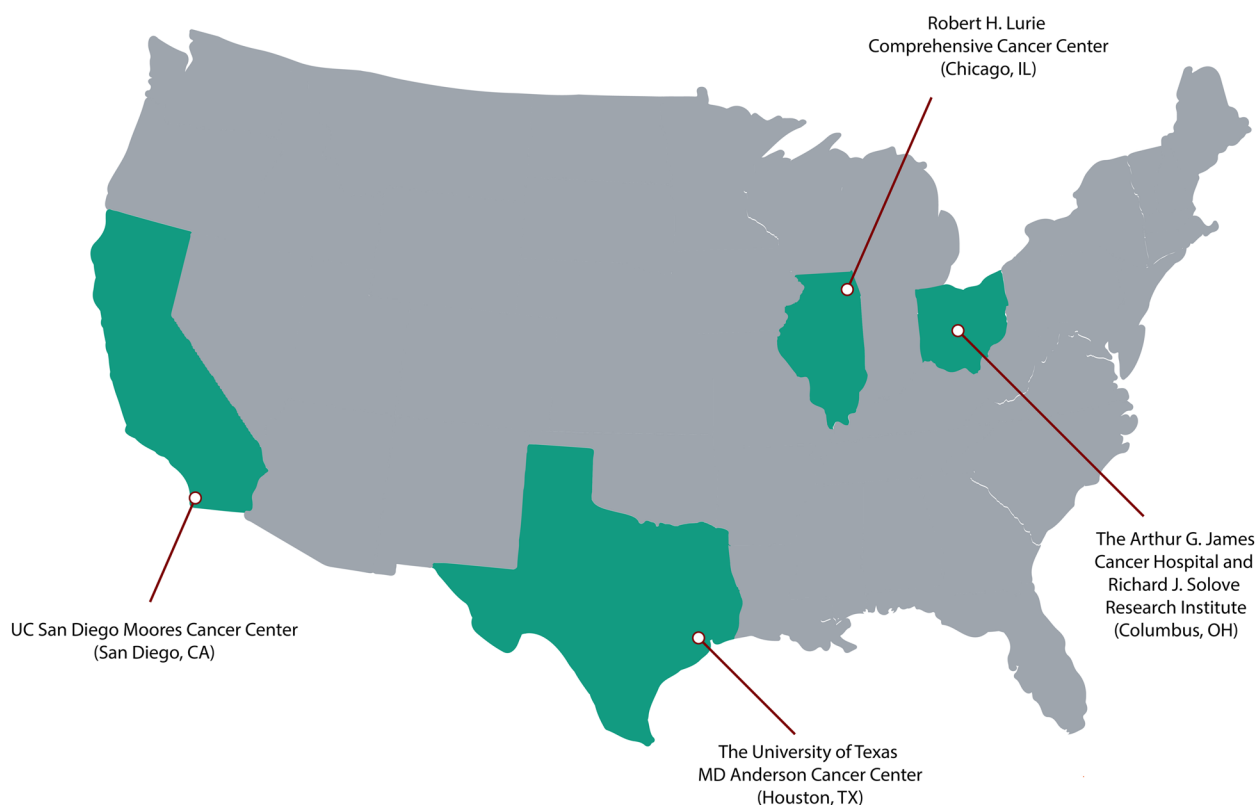 Robert H. Lurie
Comprehensive Cancer Center
(Chicago, IL)
The Arthur G. James
Cancer Hospital and
Richard J. Solove
Research Institute
(Columbus, OH)
UC San Diego Moores Cancer Center
(San Diego, CA)
The University of Texas
MD Anderson Cancer Center
(Houston, TX)